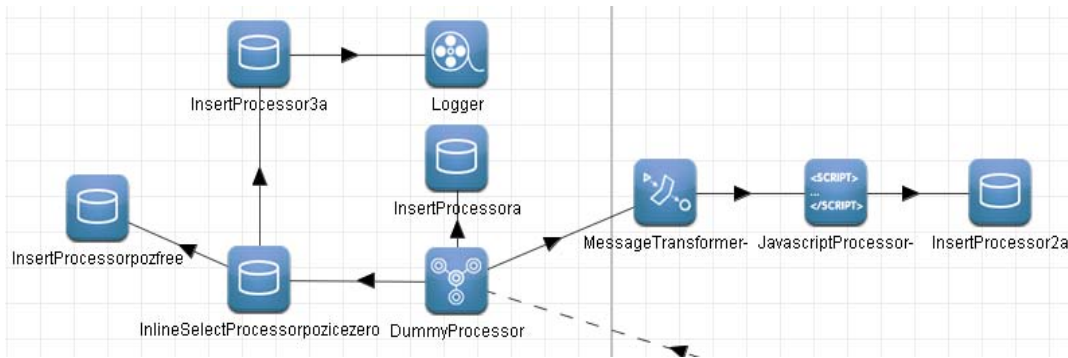 InsertProcessor3a
Logger
InsertProcessora
<SCRIPT>
...
</SCRIPT>
InsertProcessorpozfree
MessageTransformer-
JavascriptProcessor-
InsertProcessor2a
InlineSelectProcessorpozicezero
DummyProcessor